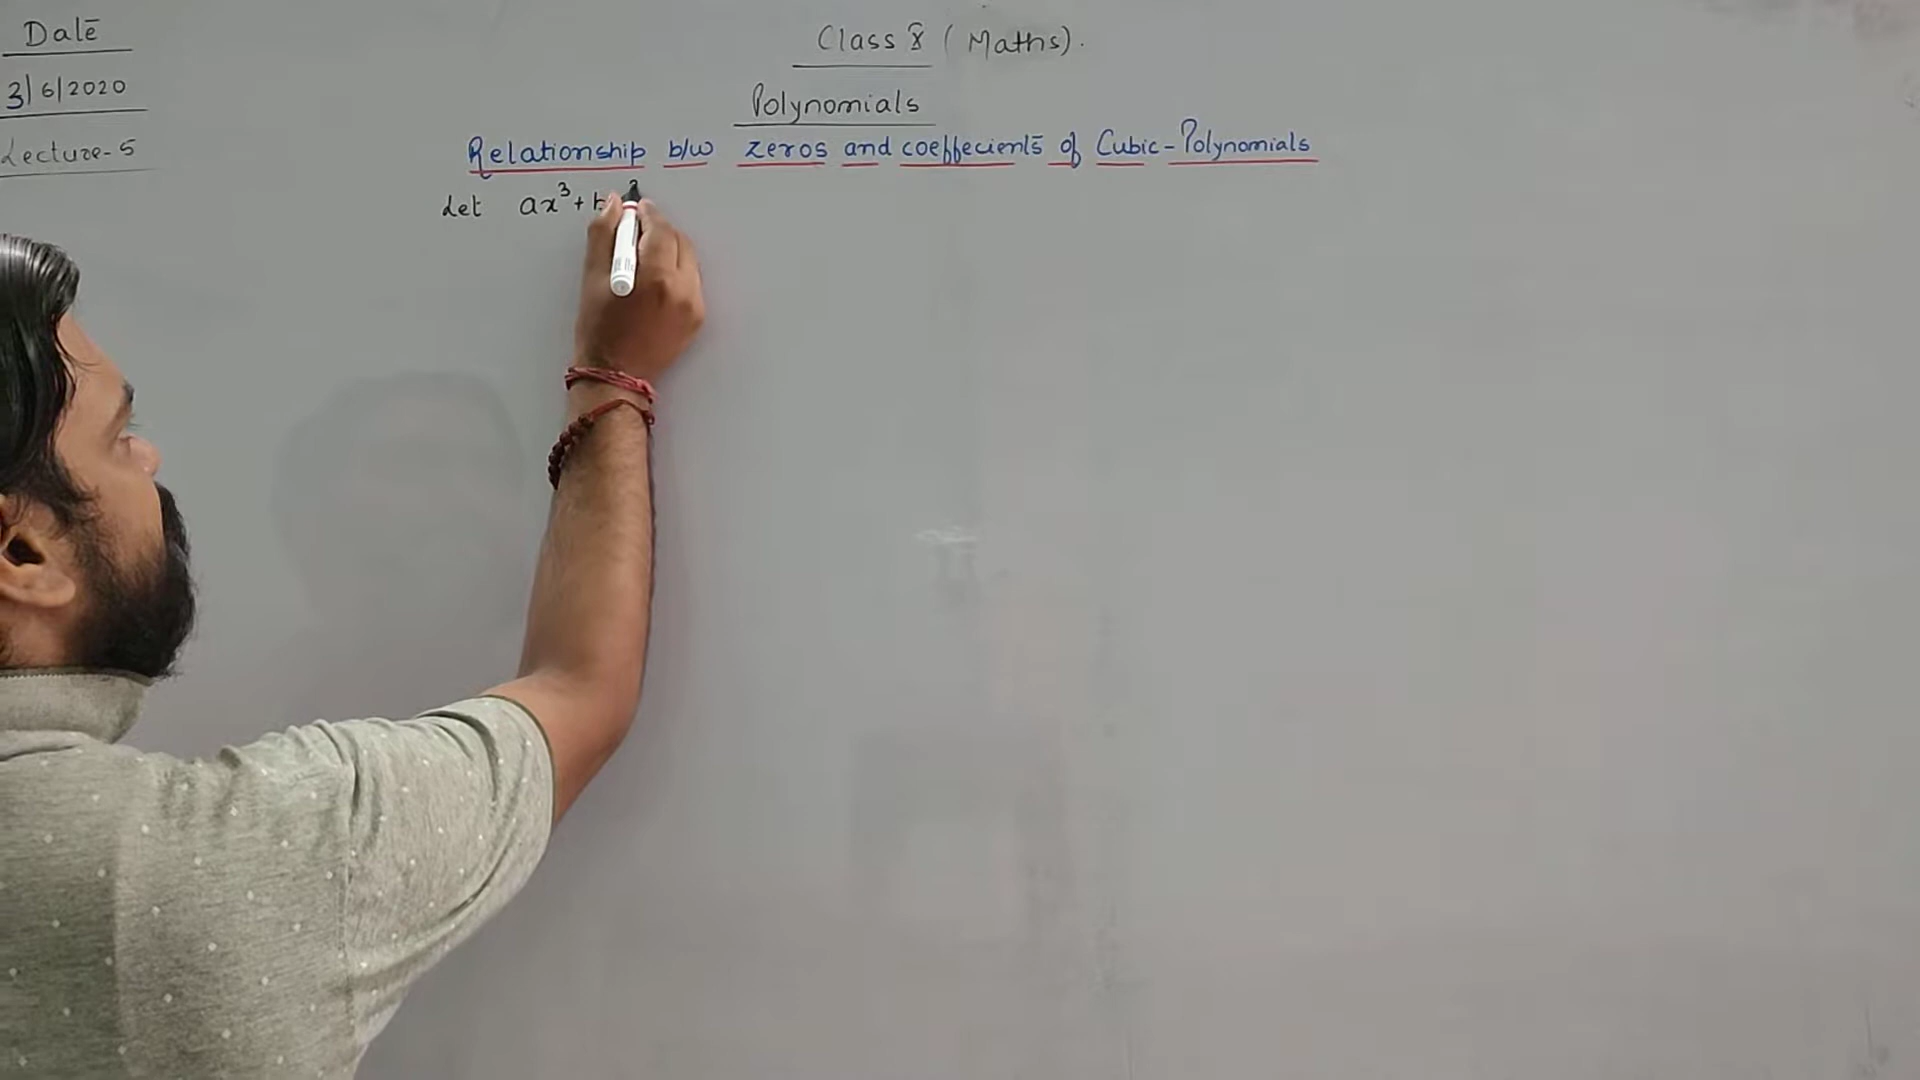 Date
3/6/2020
Lecture-5
Class X (Maths).
Polynomials
Relationship b/w zeros and coeffecients of Cubic-Polynomials
Let ax³ + b